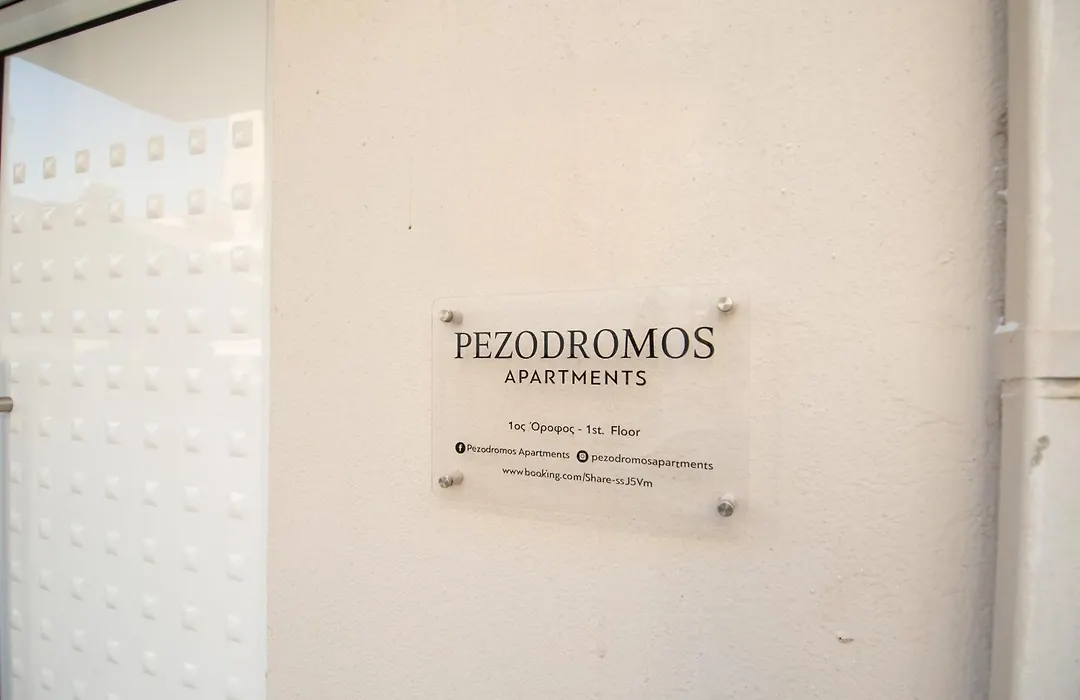 PEZODROMOS
APARTMENTS
1ος Όροφος - 1st. Floor
Pezodromos Apartments pezodromosapartments
www.booking.com/Share-ssJ5Vm